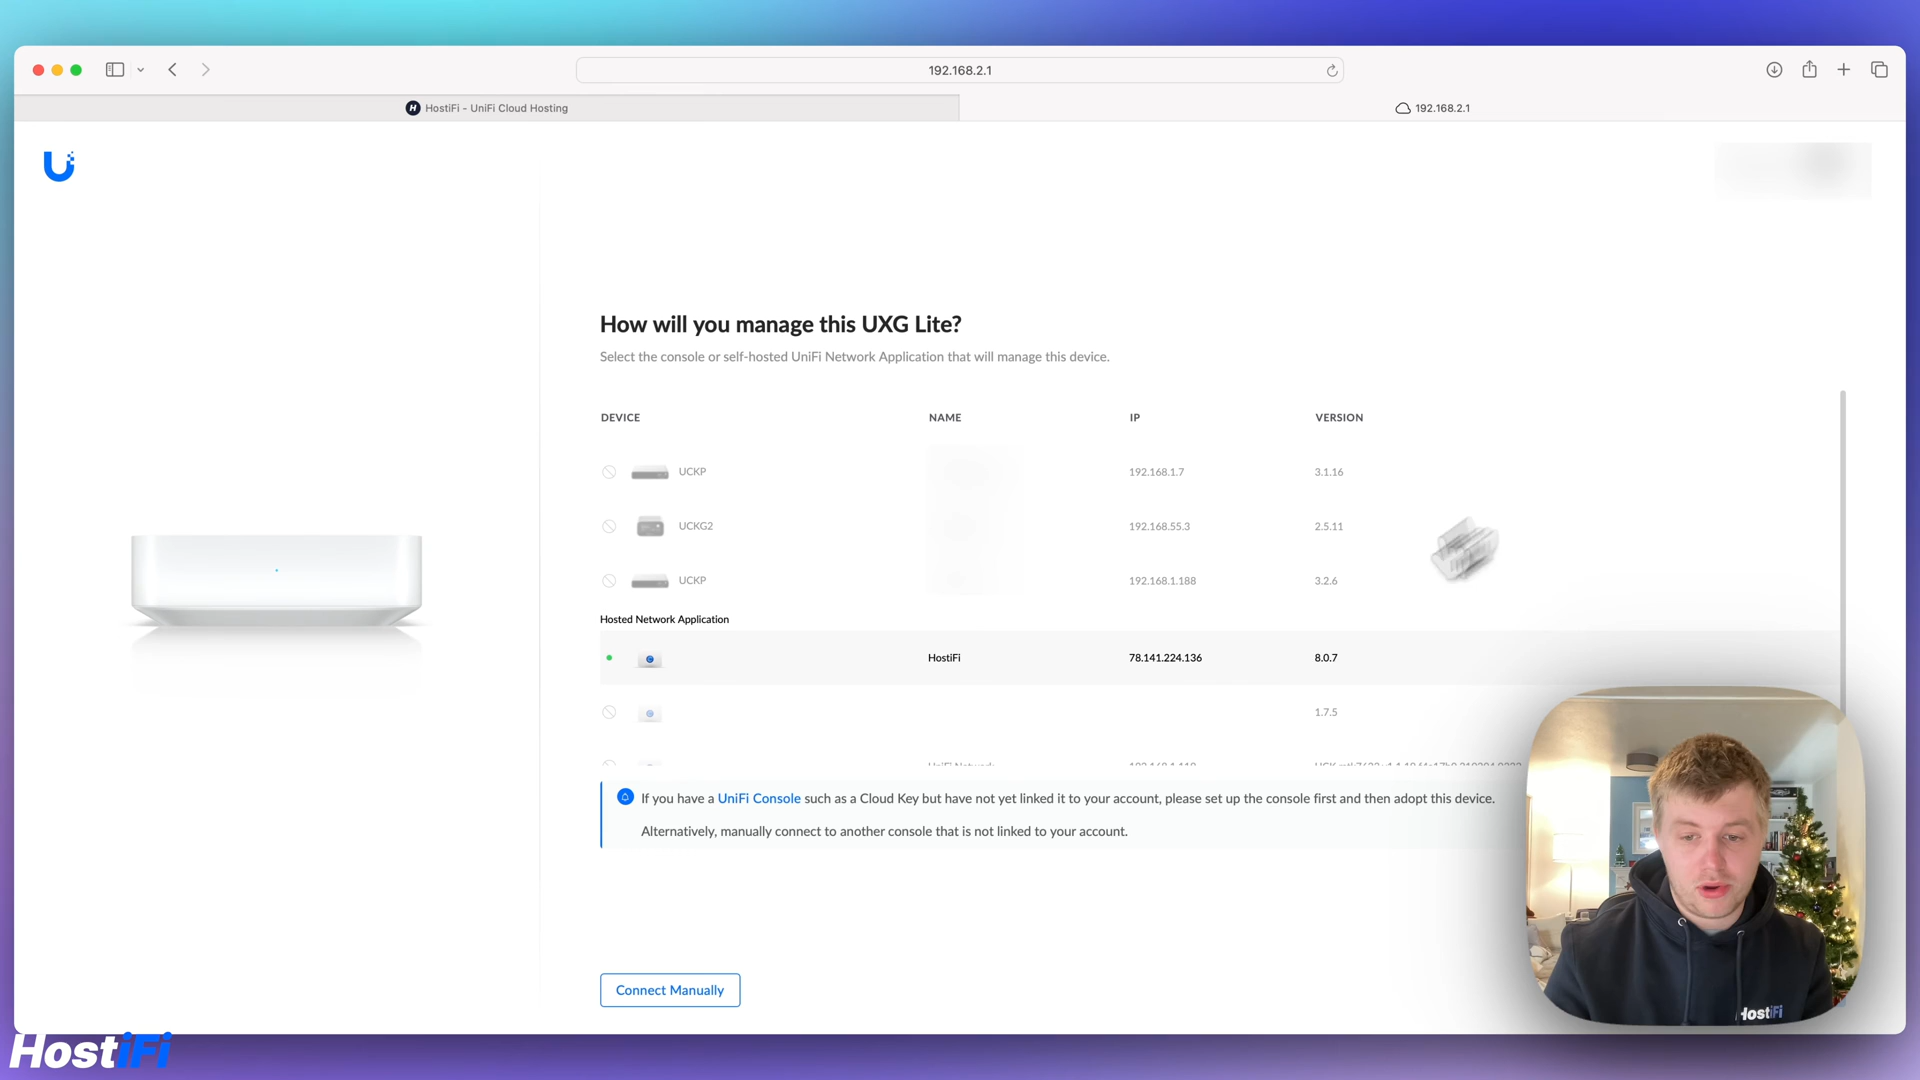 192.168.2.1
HostiFi - UniFi Cloud Hosting
192.168.2.1
How will you manage this UXG Lite?
Select the console or self-hosted UniFi Network Application that will manage this device.
DEVICE NAME IP VERSION
UCKP 192.168.1.7 3.1.16
UCKG2 192.168.55.3 2.5.11
UCKP 192.168.1.188 3.2.6
Hosted Network Application
HostiFi 78.141.224.136 8.0.7
1.7.5
UniFi Network
If you have a UniFi Console such as a Cloud Key but have not yet linked it to your account, please set up the console first and then adopt this device.
Alternatively, manually connect to another console that is not linked to your account.
Connect Manually
HostiFi
HostiFi